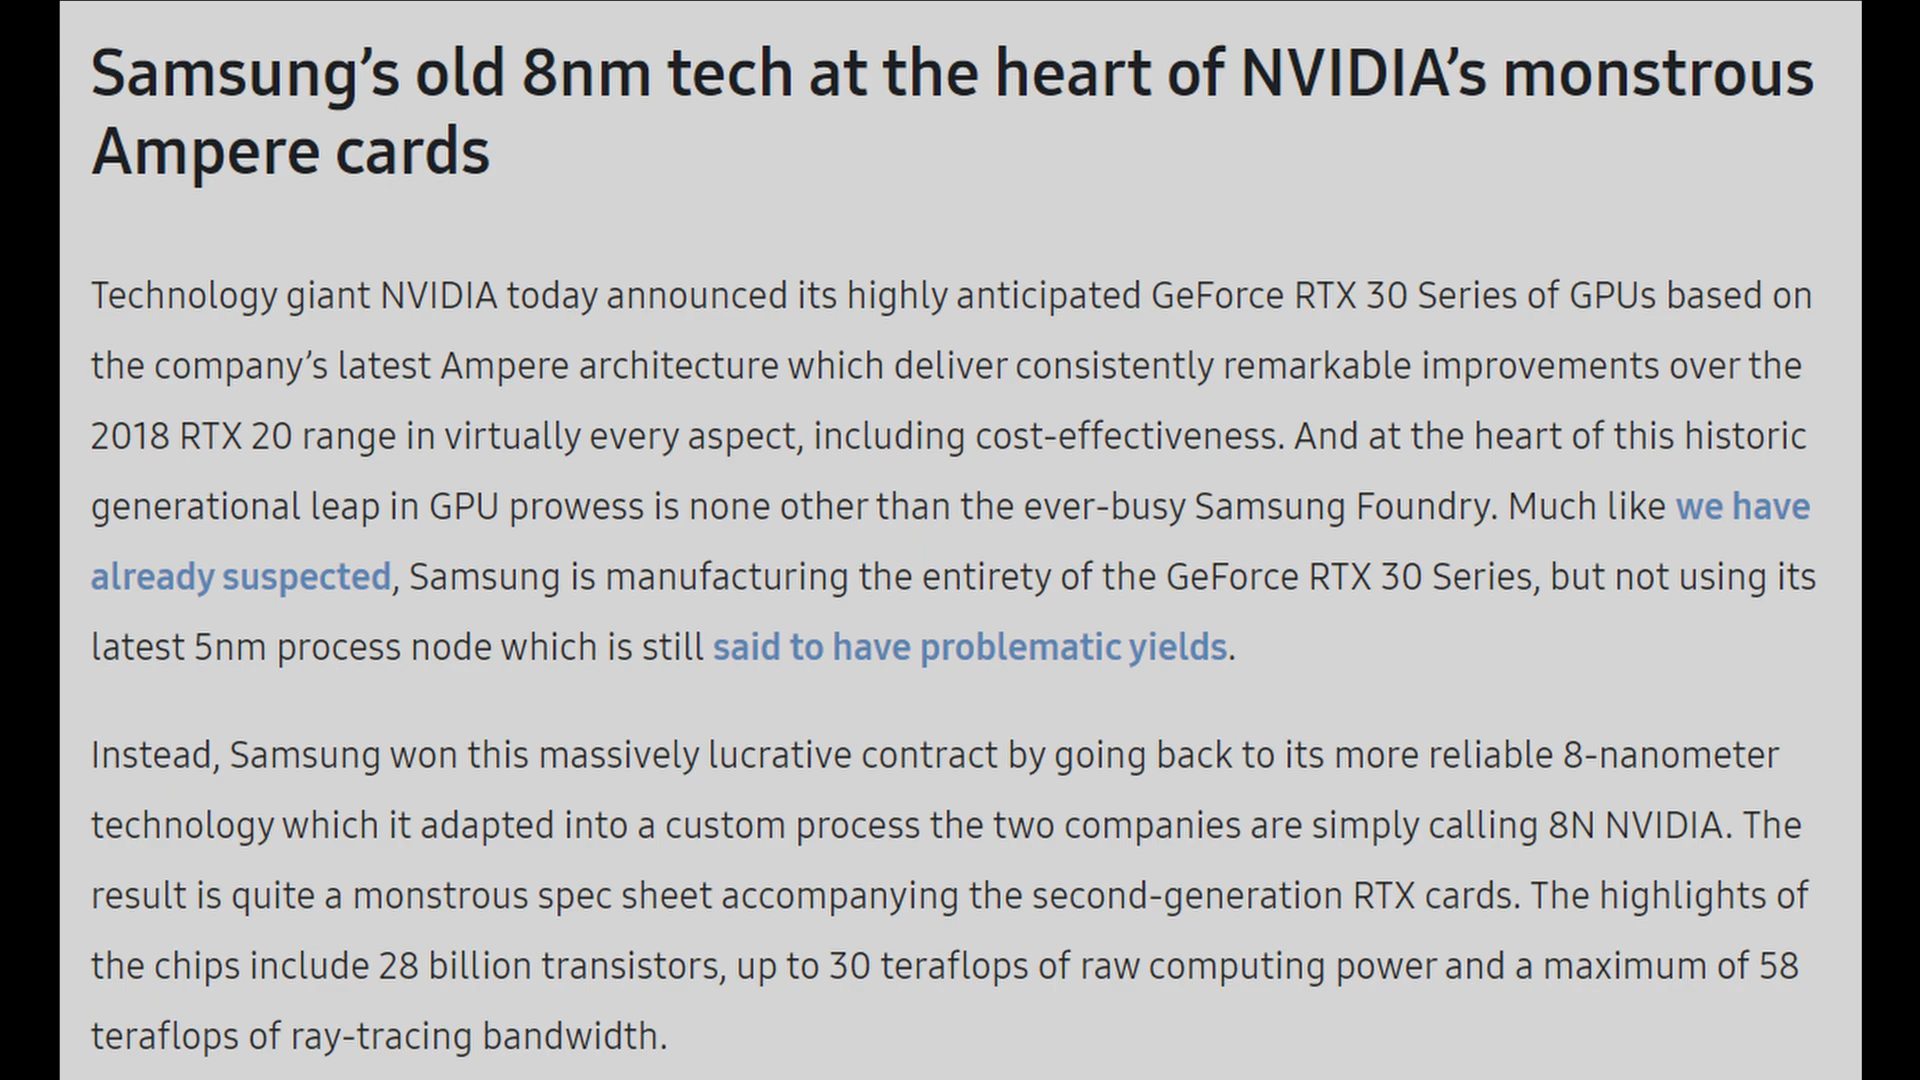 Samsung’s old 8nm tech at the heart of NVIDIA’s monstrous
Ampere cards
Technology giant NVIDIA today announced its highly anticipated GeForce RTX 30 Series of GPUs based on
the company’s latest Ampere architecture which deliver consistently remarkable improvements over the
2018 RTX 20 range in virtually every aspect, including cost-effectiveness. And at the heart of this historic
generational leap in GPU prowess is none other than the ever-busy Samsung Foundry. Much like we have
already suspected, Samsung is manufacturing the entirety of the GeForce RTX 30 Series, but not using its
latest 5nm process node which is still said to have problematic yields.
Instead, Samsung won this massively lucrative contract by going back to its more reliable 8-nanometer
technology which it adapted into a custom process the two companies are simply calling 8N NVIDIA. The
result is quite a monstrous spec sheet accompanying the second-generation RTX cards. The highlights of
the chips include 28 billion transistors, up to 30 teraflops of raw computing power and a maximum of 58
teraflops of ray-tracing bandwidth.